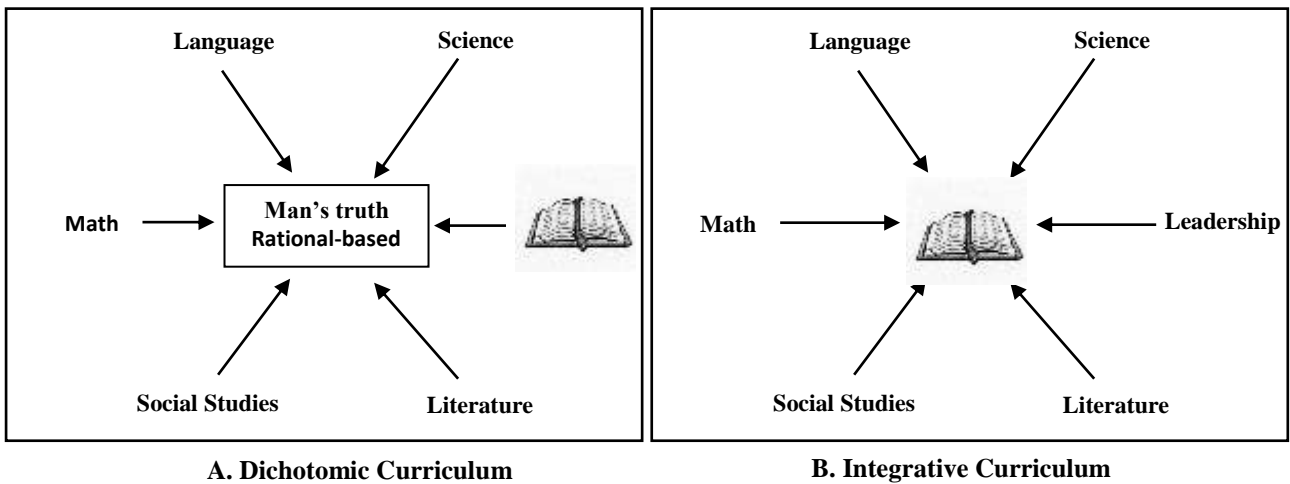 Language
Science
Math
Man's truth
Rational-based
Social Studies
Literature
A. Dichotomic Curriculum
Language
Science
Math
Leadership
Social Studies
Literature
B. Integrative Curriculum